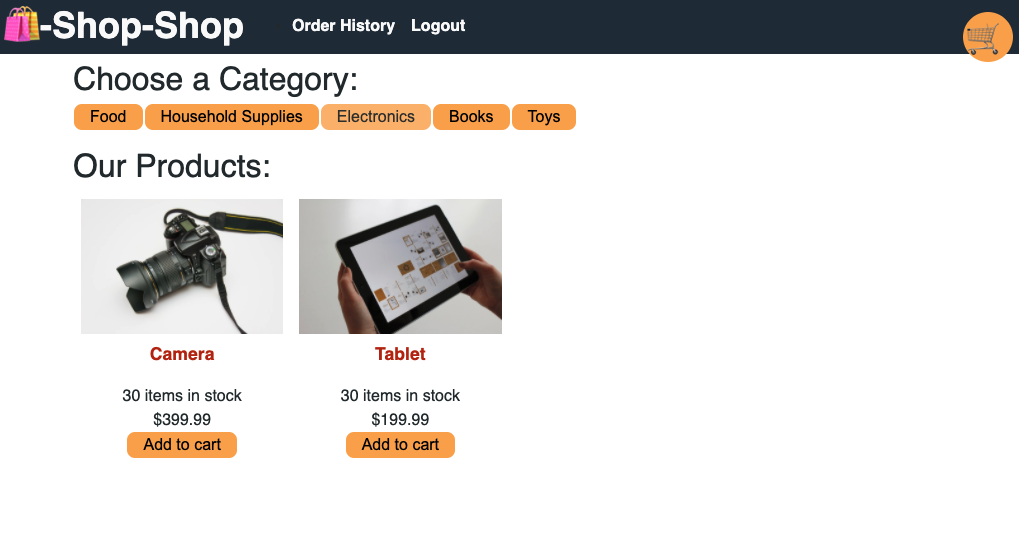 -Shop-Shop
Order History
Logout
Choose a Category:
Food
Household Supplies
Electronics
Books
Toys
Our Products:
Camera
30 items in stock
$399.99
Add to cart
Tablet
30 items in stock
$199.99
Add to cart